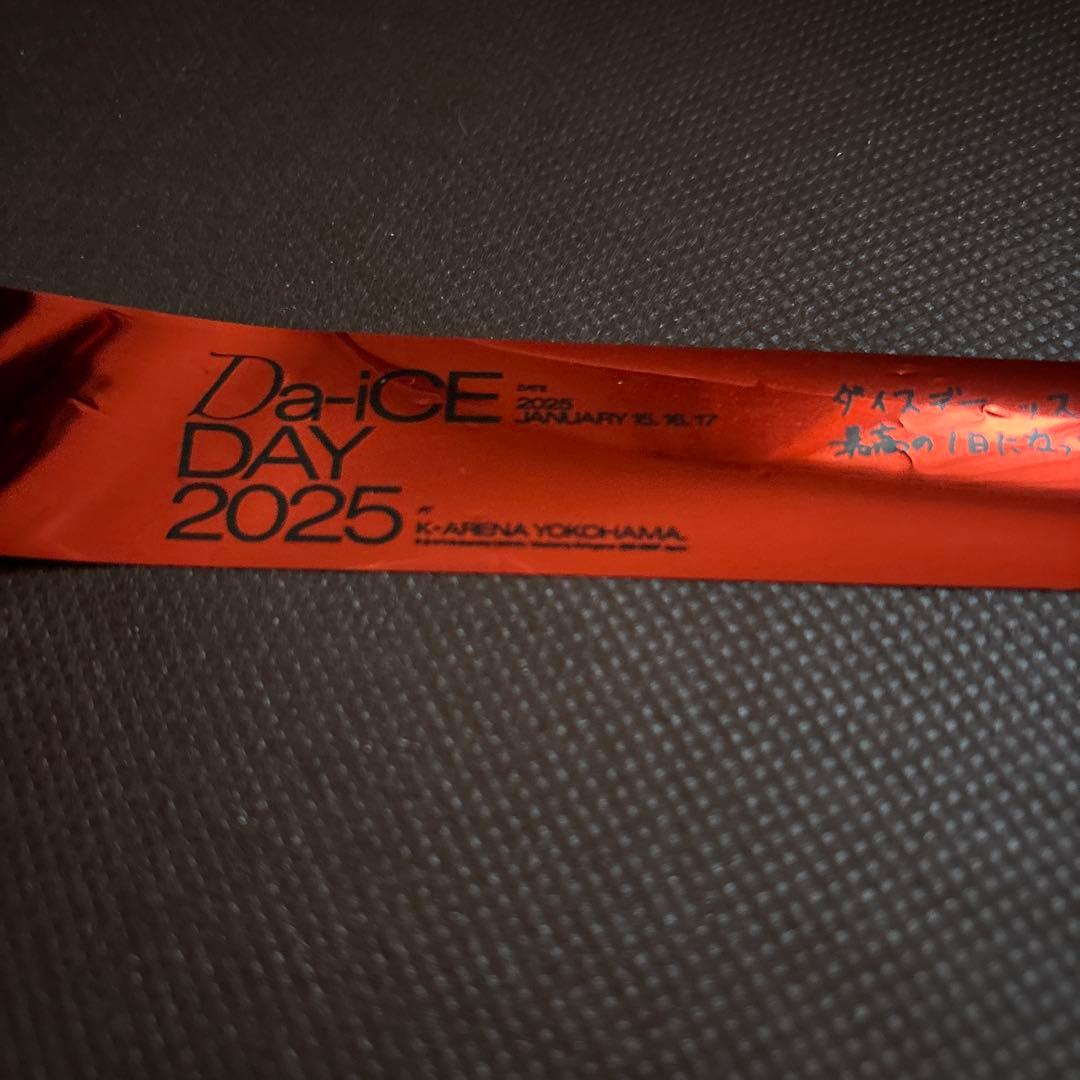 Da-iCE
DAY
2025
DATE
2025
JANUARY 15, 16, 17
AT
K-ARENA YOKOHAMA.
ダイスデー
最高の1日になっ